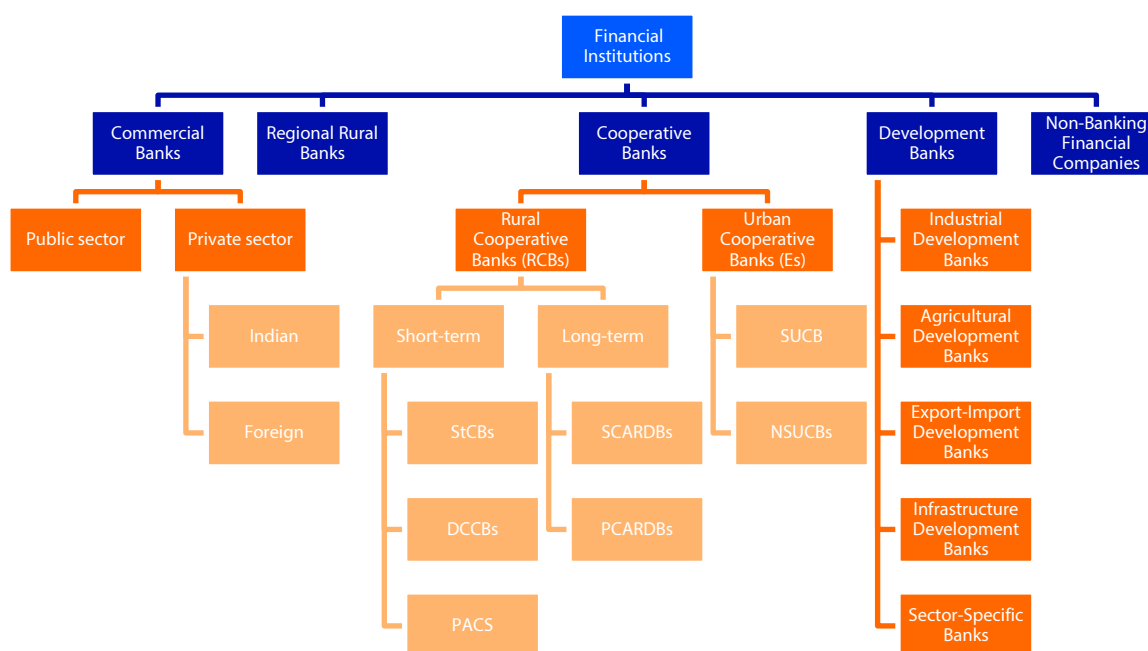 Financial
Institutions
Commercial
Banks
Regional Rural
Banks
Cooperative
Banks
Development
Banks
Non-Banking
Financial
Companies
Public sector
Private sector
Rural
Cooperative
Banks (RCBs)
Urban
Cooperative
Banks (Es)
Industrial
Development
Banks
Indian
Short-term
Long-term
SUCB
Agricultural
Development
Banks
Foreign
StCBs
SCARDBs
NSUCBs
Export-Import
Development
Banks
DCCBs
PCARDBs
Infrastructure
Development
Banks
PACS
Sector-Specific
Banks